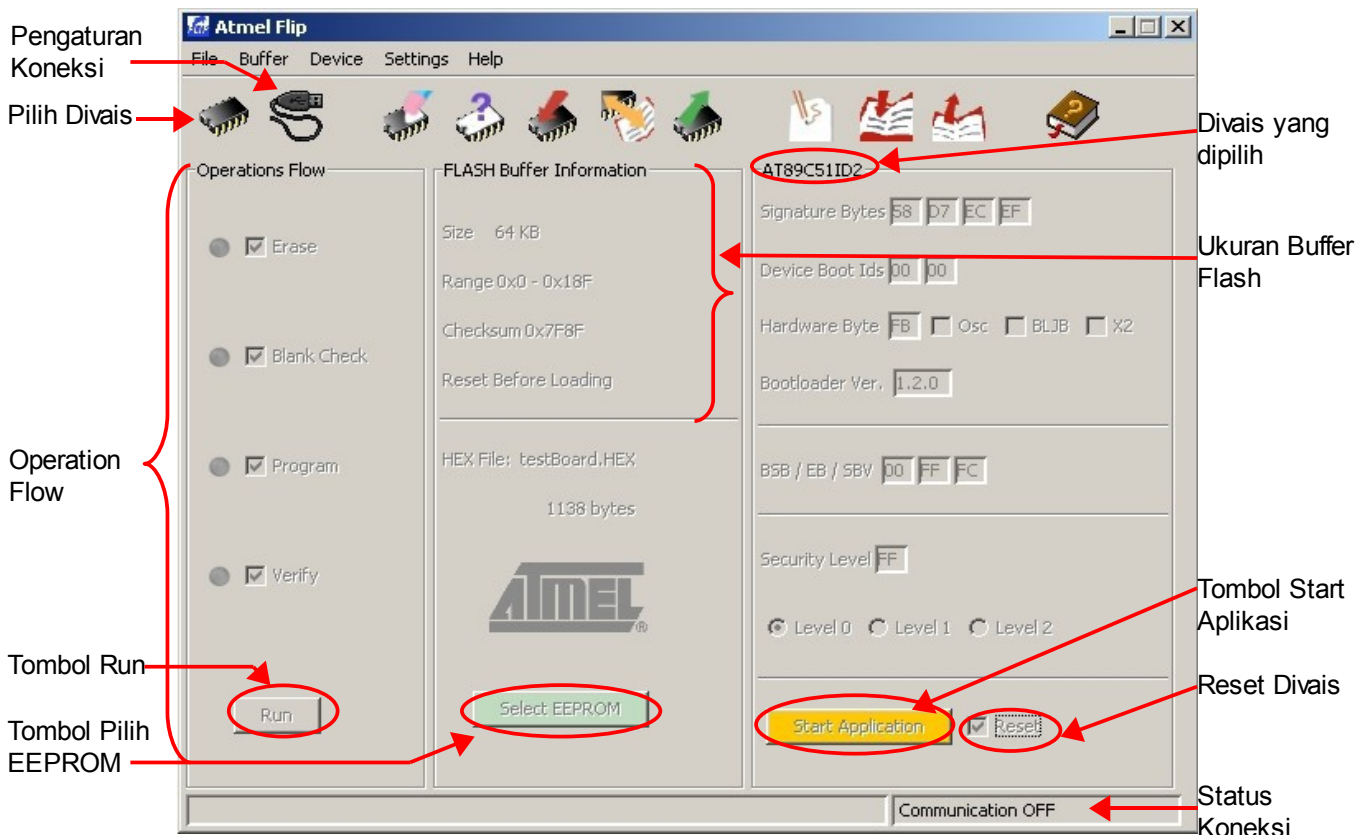 Pengaturan
Koneksi
Pilih Divais
Operation
Flow
Tombol Run
Tombol Pilih
EEPROM
Atmel Flip
File Buffer Device Settings Help
Operations Flow
Erase
Blank Check
Program
Verify
Run
FLASH Buffer Information
Size 64 KB
Range 0x0 - 0x18F
Checksum 0x7F8F
Reset Before Loading
HEX File: testBoard.HEX
1138 bytes
ATMEL
®
Select EEPROM
AT89C51ID2
Signature Bytes 58 D7 EC EF
Device Boot Ids 00 00
Hardware Byte FB Osc BLJB X2
Bootloader Ver. 1.2.0
BSB / EB / SBV 00 FF FC
Security Level FF
Level 0 Level 1 Level 2
Start Application Reset
Communication OFF
Divais yang
dipilih
Ukuran Buffer
Flash
Tombol Start
Aplikasi
Reset Divais
Status
Koneksi